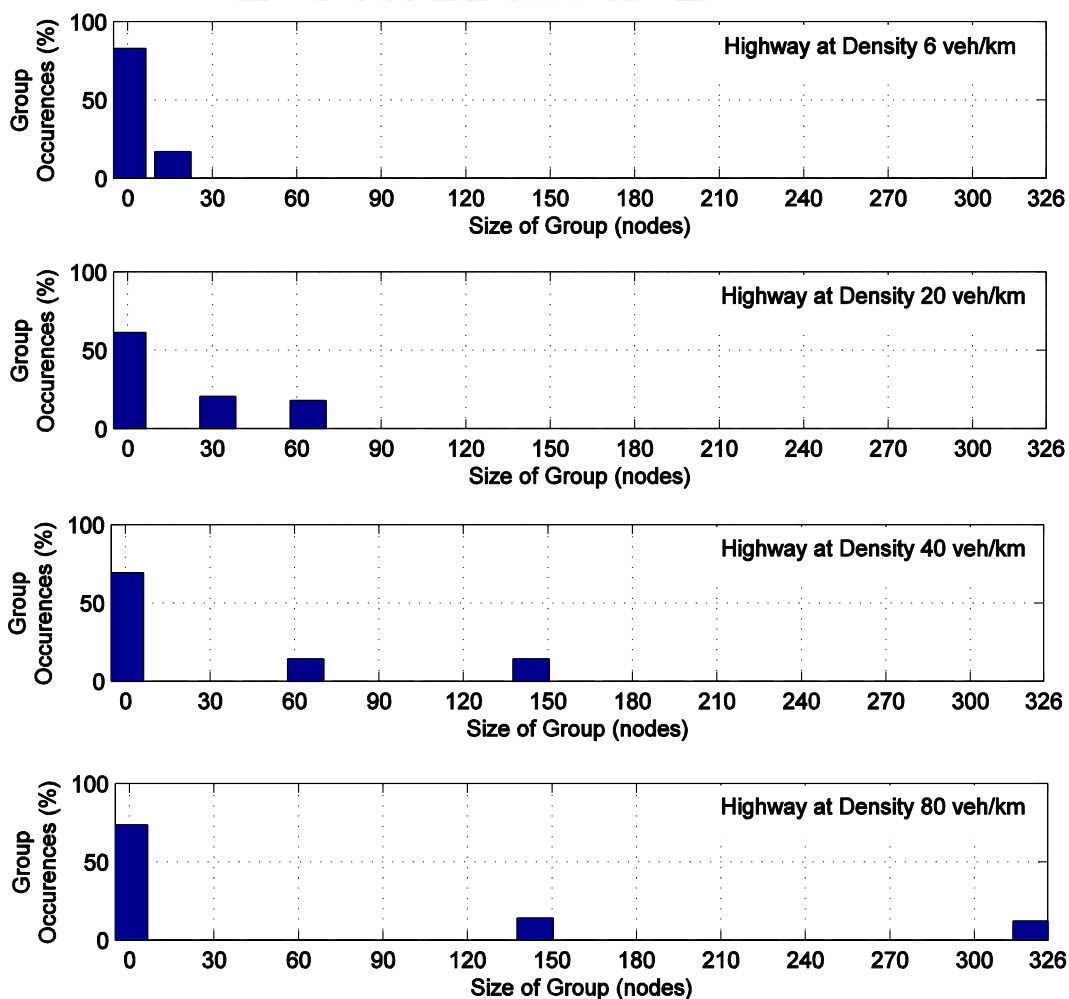 100
Highway at Density 6 veh/km
Group
Occurences (%)
50
0
0 30 60 90 120 150 180 210 240 270 300 326
Size of Group (nodes)
100
Highway at Density 20 veh/km
Group
Occurences (%)
50
0
0 30 60 90 120 150 180 210 240 270 300 326
Size of Group (nodes)
100
Highway at Density 40 veh/km
Group
Occurences (%)
50
0
0 30 60 90 120 150 180 210 240 270 300 326
Size of Group (nodes)
100
Highway at Density 80 veh/km
Group
Occurences (%)
50
0
0 30 60 90 120 150 180 210 240 270 300 326
Size of Group (nodes)